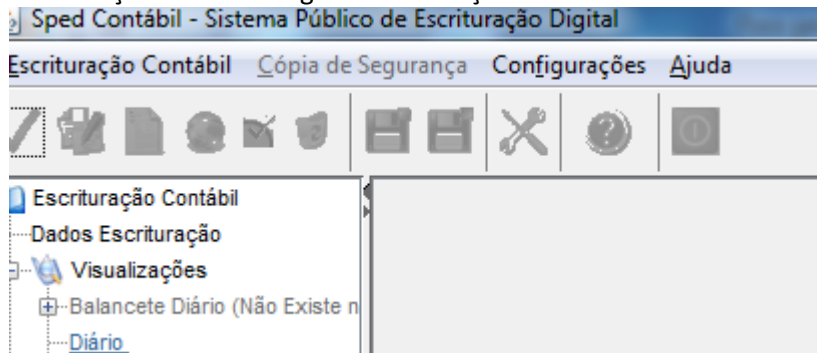 Sped Contábil - Sistema Público de Escrituração Digital
Escrituração Contábil Cópia de Segurança Configurações Ajuda
Escrituração Contábil
Dados Escrituração
Visualizações
Balancete Diário (Não Existe n
Diário